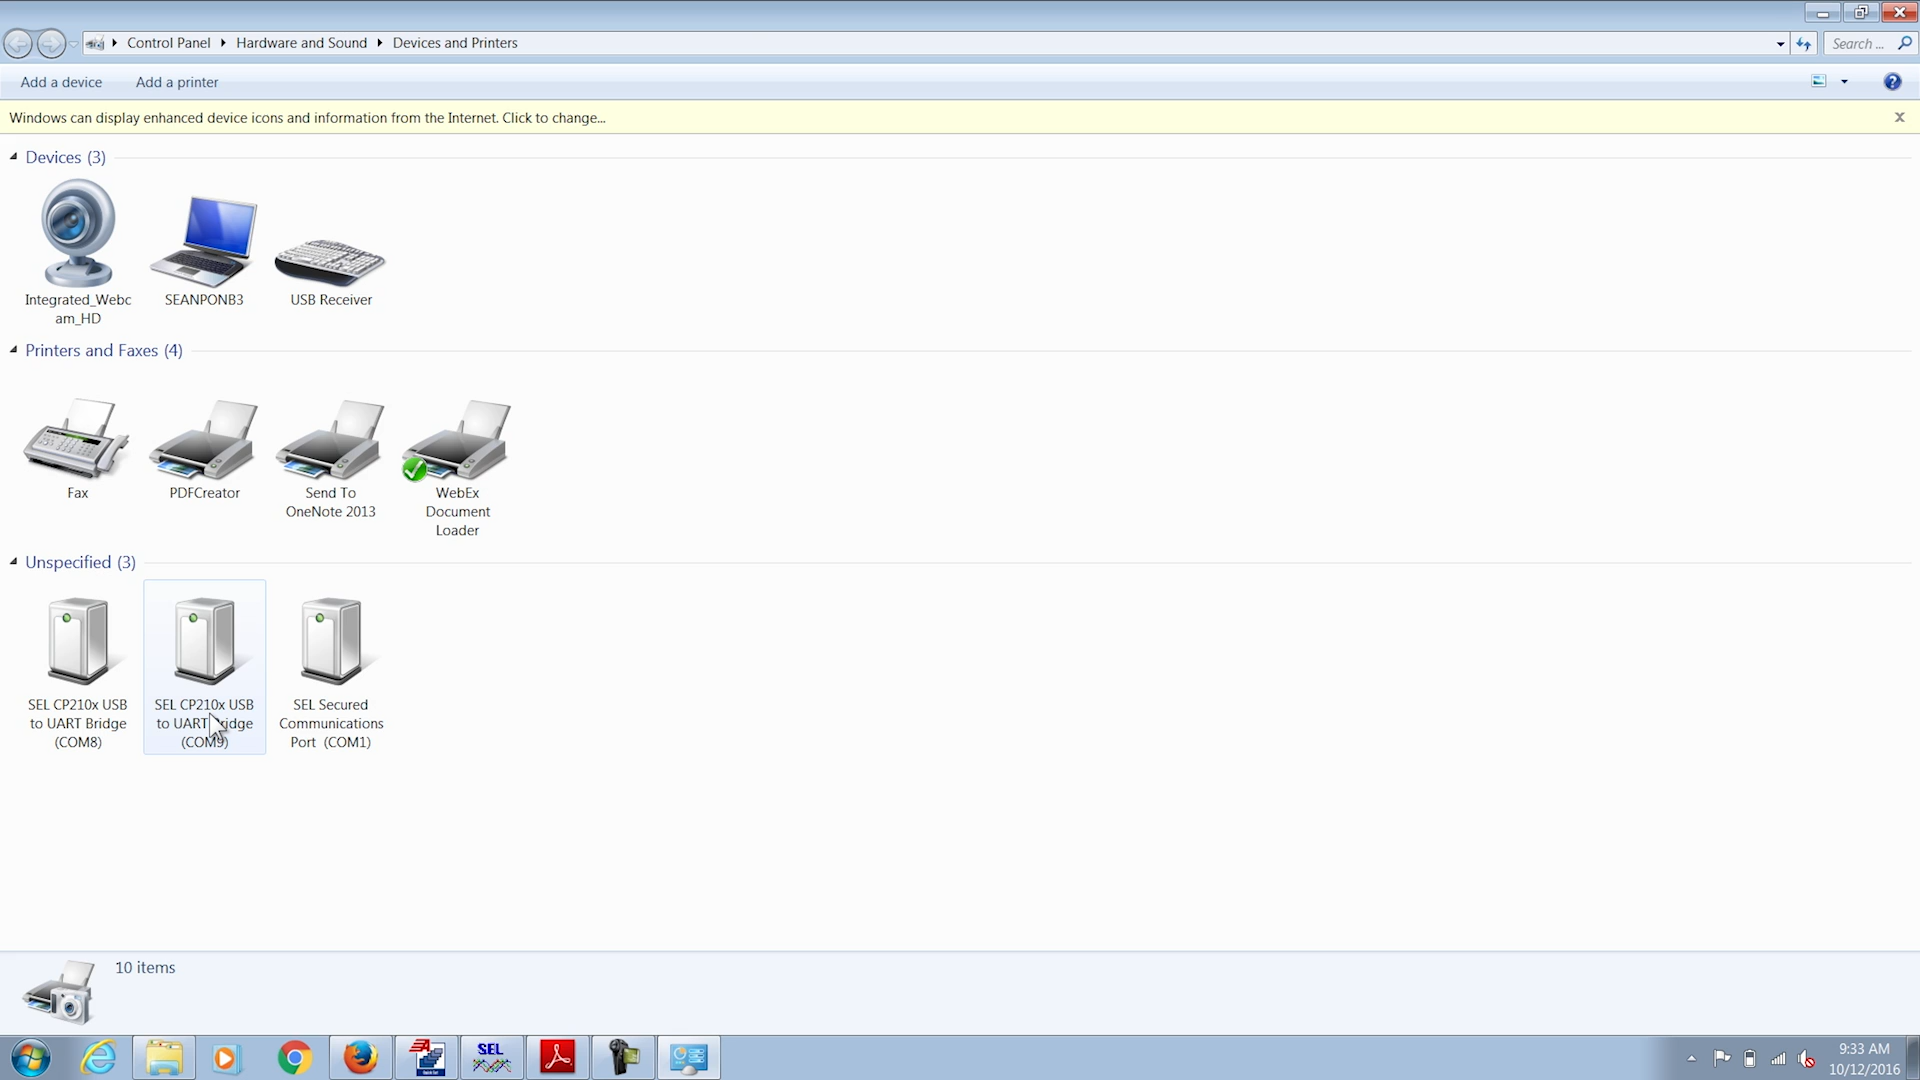 Control Panel
Hardware and Sound
Devices and Printers
Search ...
Add a device
Add a printer
Windows can display enhanced device icons and information from the Internet. Click to change...
Devices (3)
Integrated_Webc
am_HD
SEANPONB3
USB Receiver
Printers and Faxes (4)
Fax
PDFCreator
Send To
OneNote 2013
WebEx
Document
Loader
Unspecified (3)
SEL CP210x USB
to UART Bridge
(COM8)
SEL CP210x USB
to UART Bridge
(COM9)
SEL Secured
Communications
Port (COM1)
10 items
SEL
9:33 AM
10/12/2016